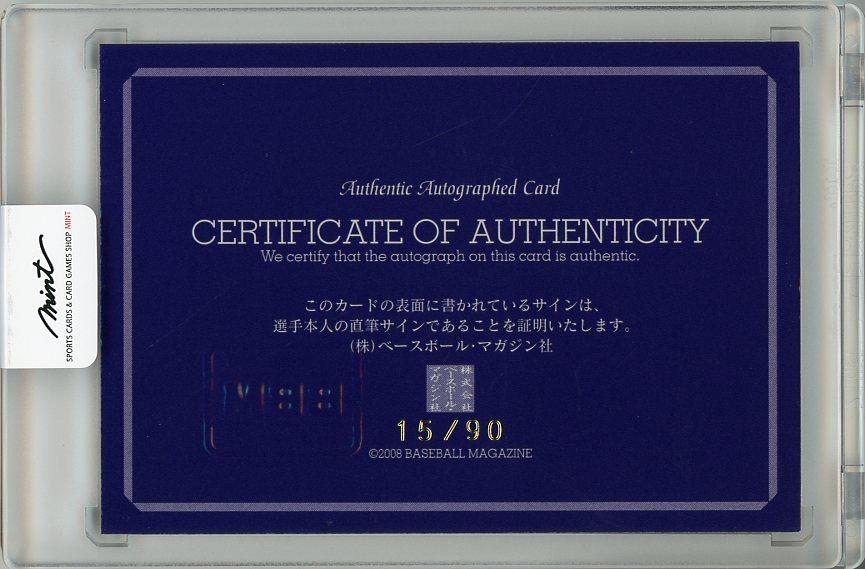 Authentic Autographed Card
CERTIFICATE OF AUTHENTICITY
We certify that the autograph on this card is authentic.
このカードの表面に書かれているサインは、
選手本人の直筆サインであることを証明いたします。
(株)ベースボール・マガジン社
株式会社
ベースボール
マガジン社
15/90
©2008 BASEBALL MAGAZINE
mint
SPORTS CARDS & CARD GAMES SHOP MINT